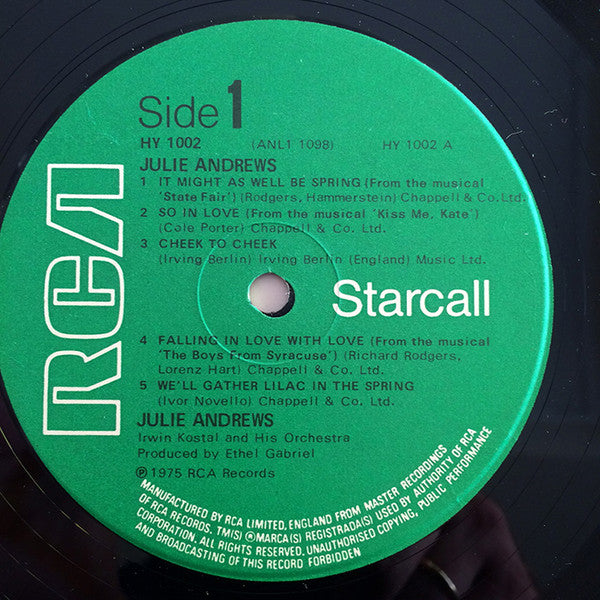 Side 1
HY 1002 (ANL1 1098) HY 1002 A
JULIE ANDREWS
1 IT MIGHT AS WELL BE SPRING (From the musical
'State Fair') (Rodgers, Hammerstein) Chappell & Co. Ltd.
2 SO IN LOVE (From the musical 'Kiss Me, Kate')
(Cole Porter) Chappell & Co. Ltd.
3 CHEEK TO CHEEK
(Irving Berlin) Irving Berlin (England) Music Ltd.
RCA
Starcall
4 FALLING IN LOVE WITH LOVE (From the musical
'The Boys From Syracuse') (Richard Rodgers,
Lorenz Hart) Chappell & Co. Ltd.
5 WE'LL GATHER LILAC IN THE SPRING
(Ivor Novello) Chappell & Co. Ltd.
JULIE ANDREWS
Irwin Kostal and His Orchestra
Produced by Ethel Gabriel
℗ 1975 RCA Records
MANUFACTURED BY RCA LIMITED, ENGLAND FROM MASTER RECORDINGS
OF RCA RECORDS. TM(S) ® MARCA(S) REGISTRADA(S) USED BY AUTHORITY OF RCA
CORPORATION. ALL RIGHTS RESERVED. UNAUTHORISED COPYING, PUBLIC PERFORMANCE
AND BROADCASTING OF THIS RECORD FORBIDDEN